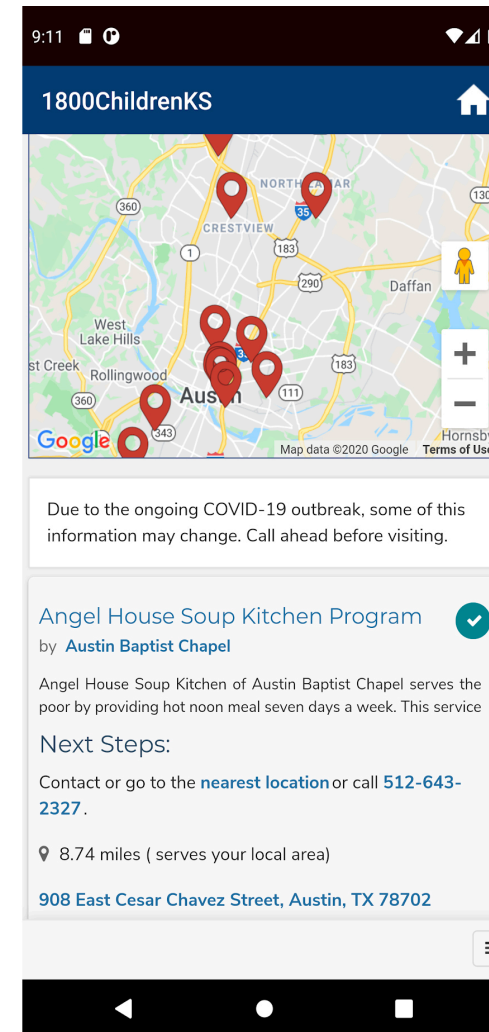 9:11
1800ChildrenKS
NORTH LAMAR
130
360
35
CRESTVIEW
1
183
290
Daffan
West
Lake Hills
st Creek
Rollingwood
183
360
Austin
111
343
Google
Hornsby
Map data ©2020 Google Terms of Use
Due to the ongoing COVID-19 outbreak, some of this
information may change. Call ahead before visiting.
Angel House Soup Kitchen Program
by Austin Baptist Chapel
Angel House Soup Kitchen of Austin Baptist Chapel serves the
poor by providing hot noon meal seven days a week. This service
Next Steps:
Contact or go to the nearest location or call 512-643-
2327.
8.74 miles ( serves your local area)
908 East Cesar Chavez Street, Austin, TX 78702